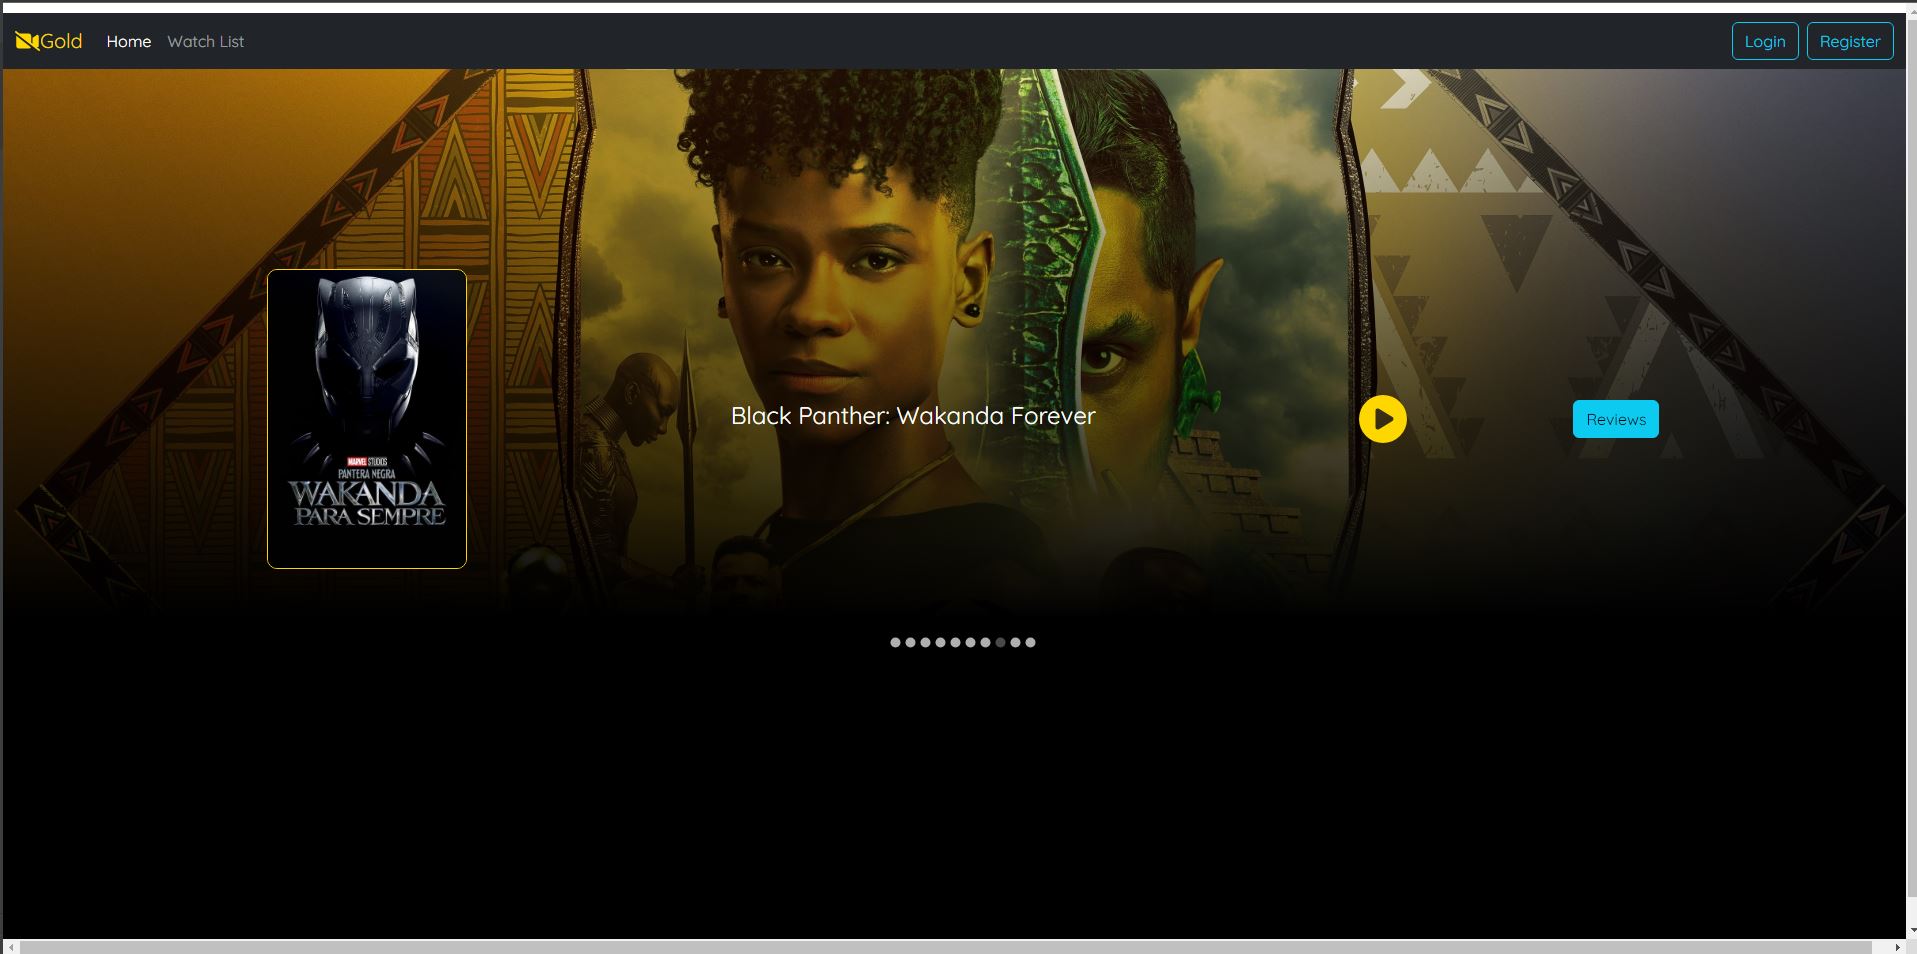 Gold
Home
Watch List
Login
Register
MARVEL STUDIOS
PANTERA NEGRA
WAKANDA
PARA SEMPRE
Black Panther: Wakanda Forever
Reviews